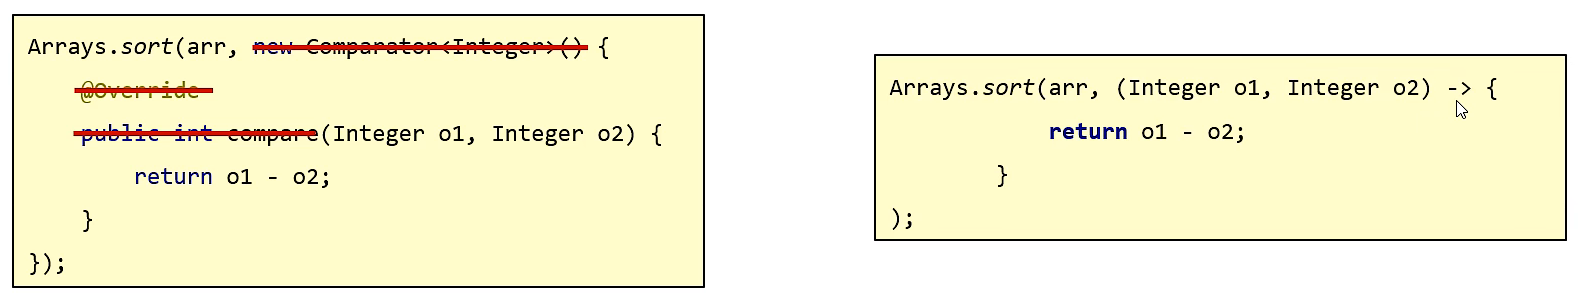 Arrays.sort(arr, new Comparator<Integer>() {
@Override
public int compare(Integer o1, Integer o2) {
return o1 - o2;
}
});
Arrays.sort(arr, (Integer o1, Integer o2) -> {
return o1 - o2;
}
);